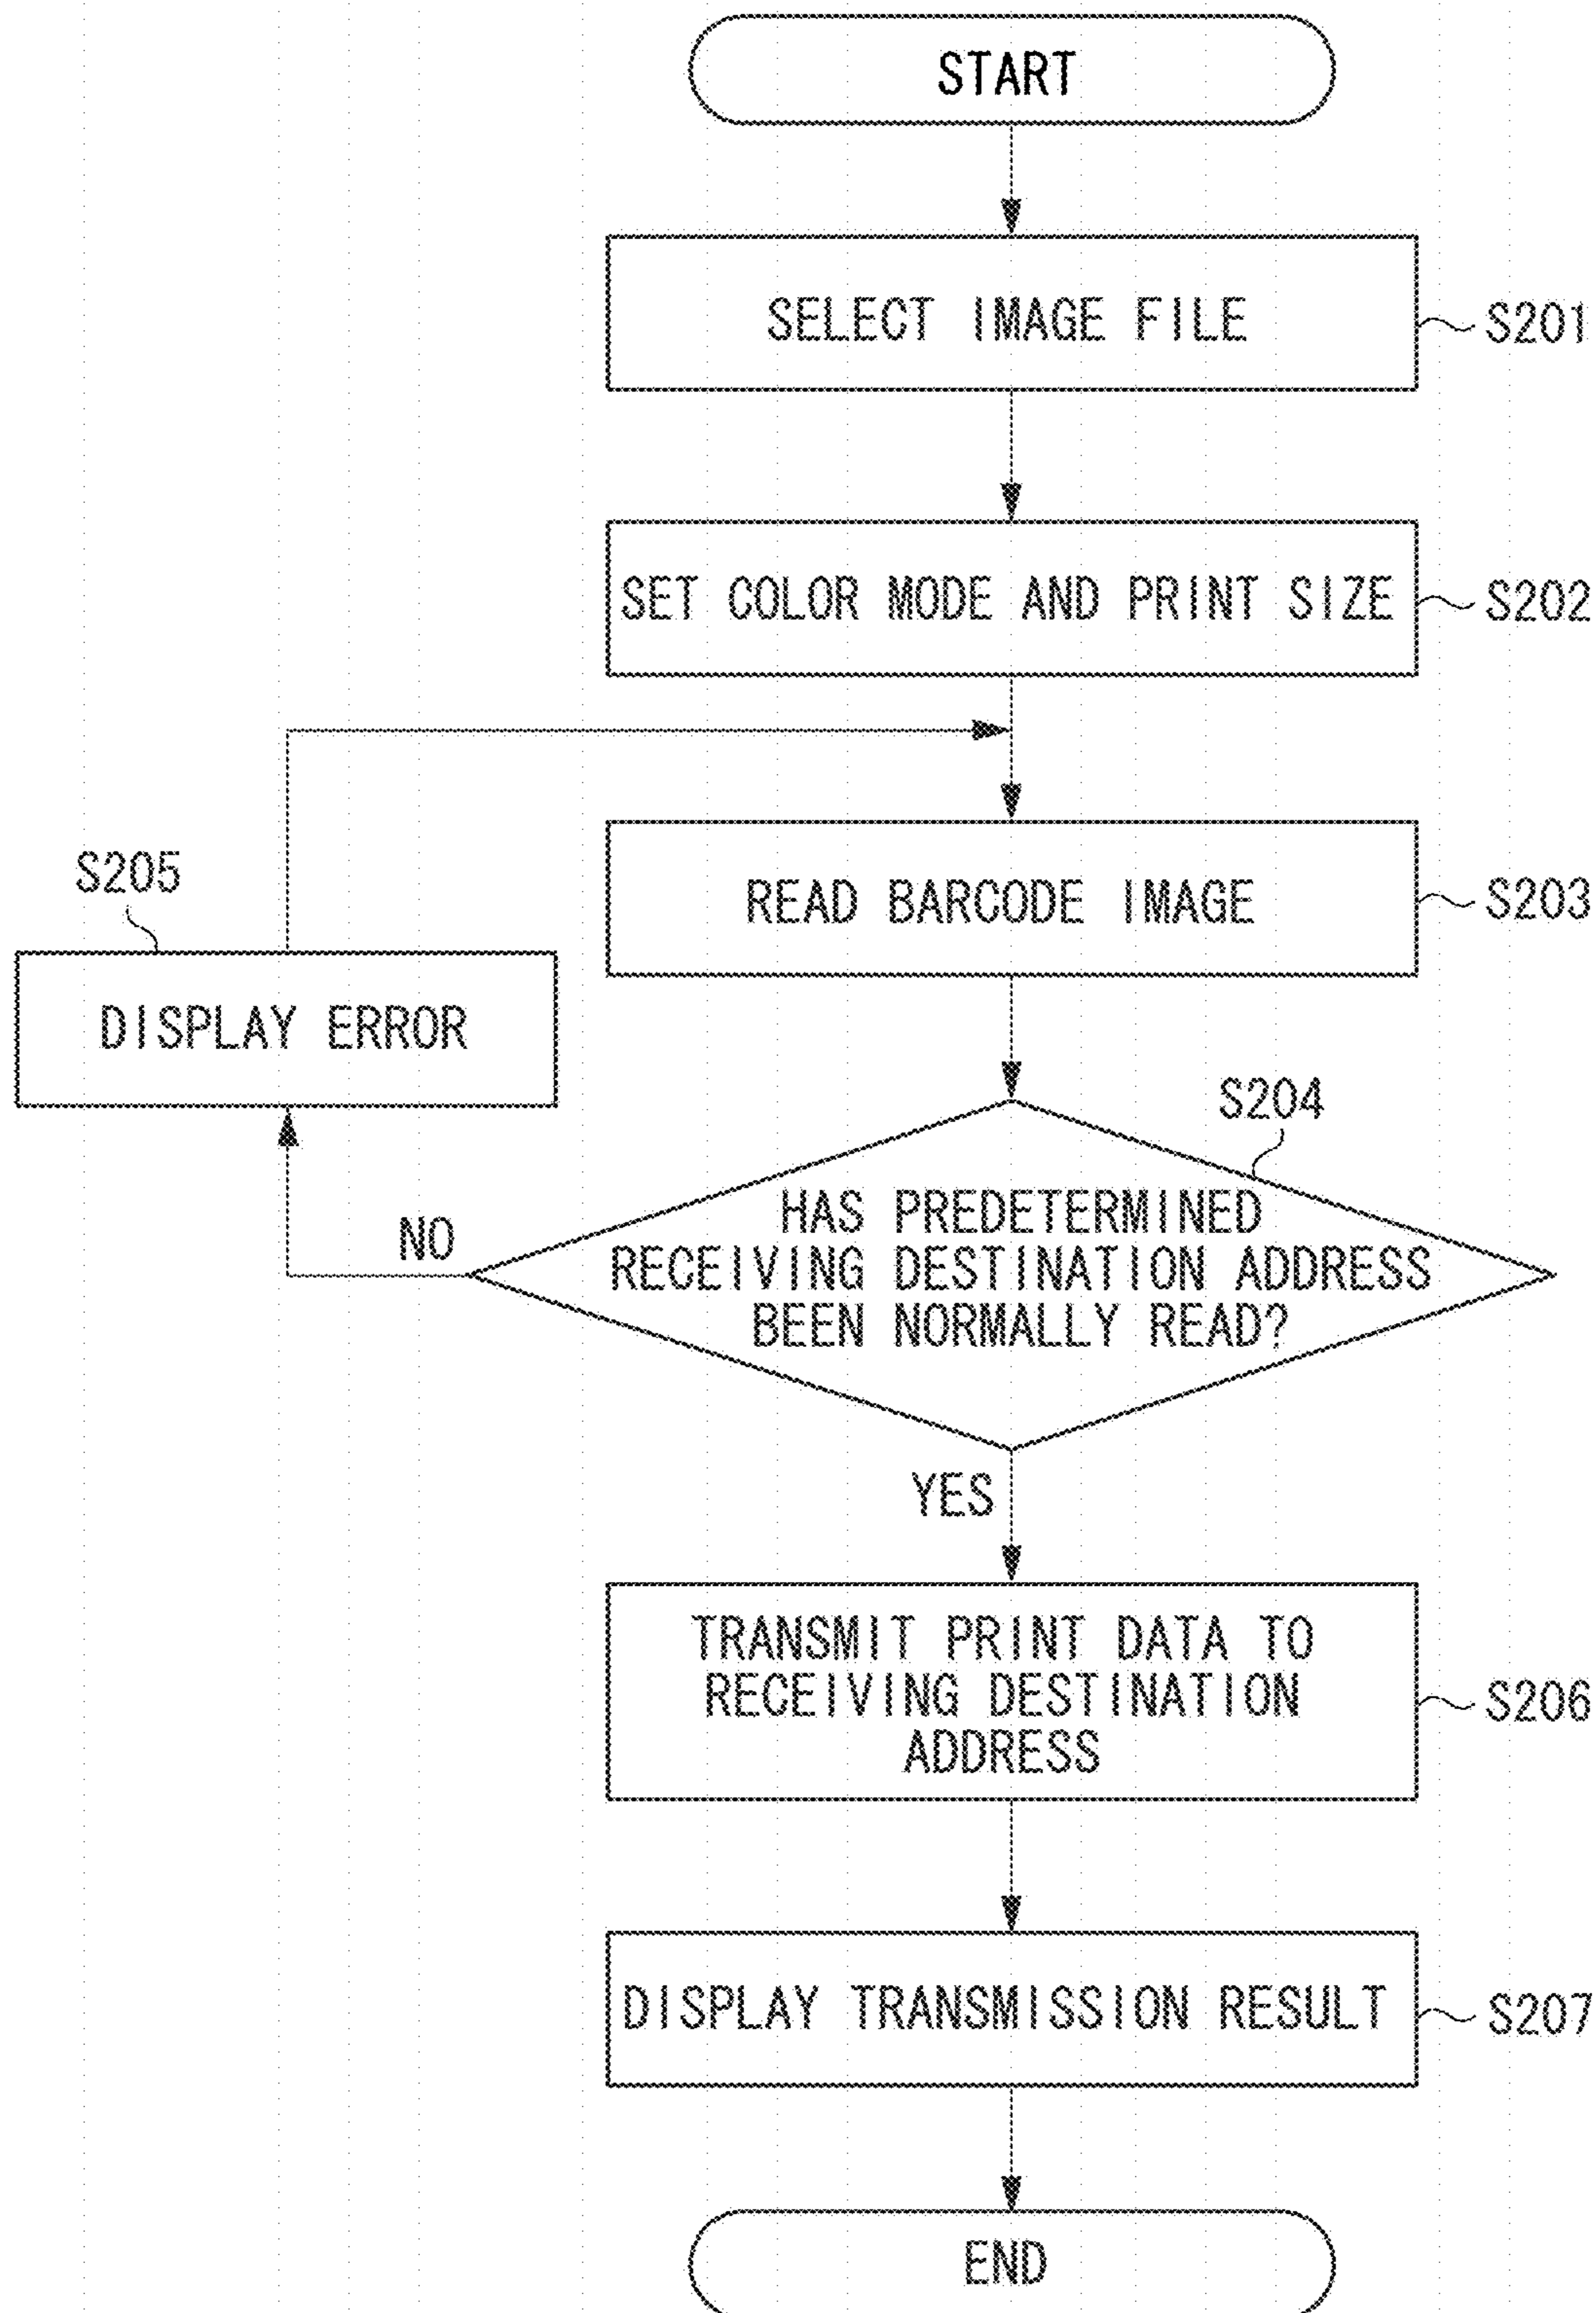 START
SELECT IMAGE FILE
S201
SET COLOR MODE AND PRINT SIZE
S202
READ BARCODE IMAGE
S203
S205
DISPLAY ERROR
S204
HAS PREDETERMINED
RECEIVING DESTINATION ADDRESS
BEEN NORMALLY READ?
NO
YES
TRANSMIT PRINT DATA TO
RECEIVING DESTINATION
ADDRESS
S206
DISPLAY TRANSMISSION RESULT
S207
END